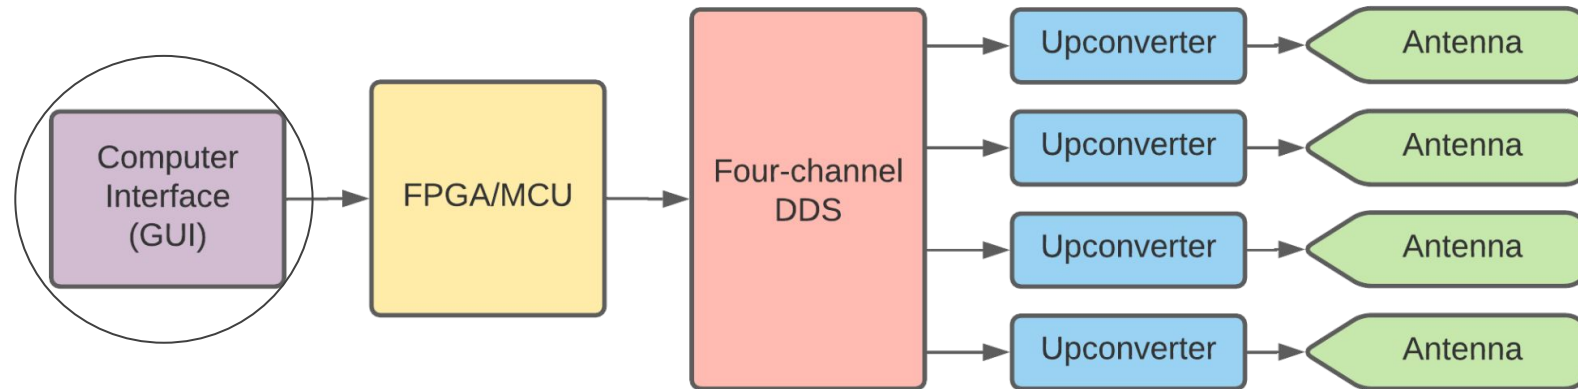 Computer
Interface
(GUI)
FPGA/MCU
Four-channel
DDS
Upconverter
Antenna
Upconverter
Antenna
Upconverter
Antenna
Upconverter
Antenna